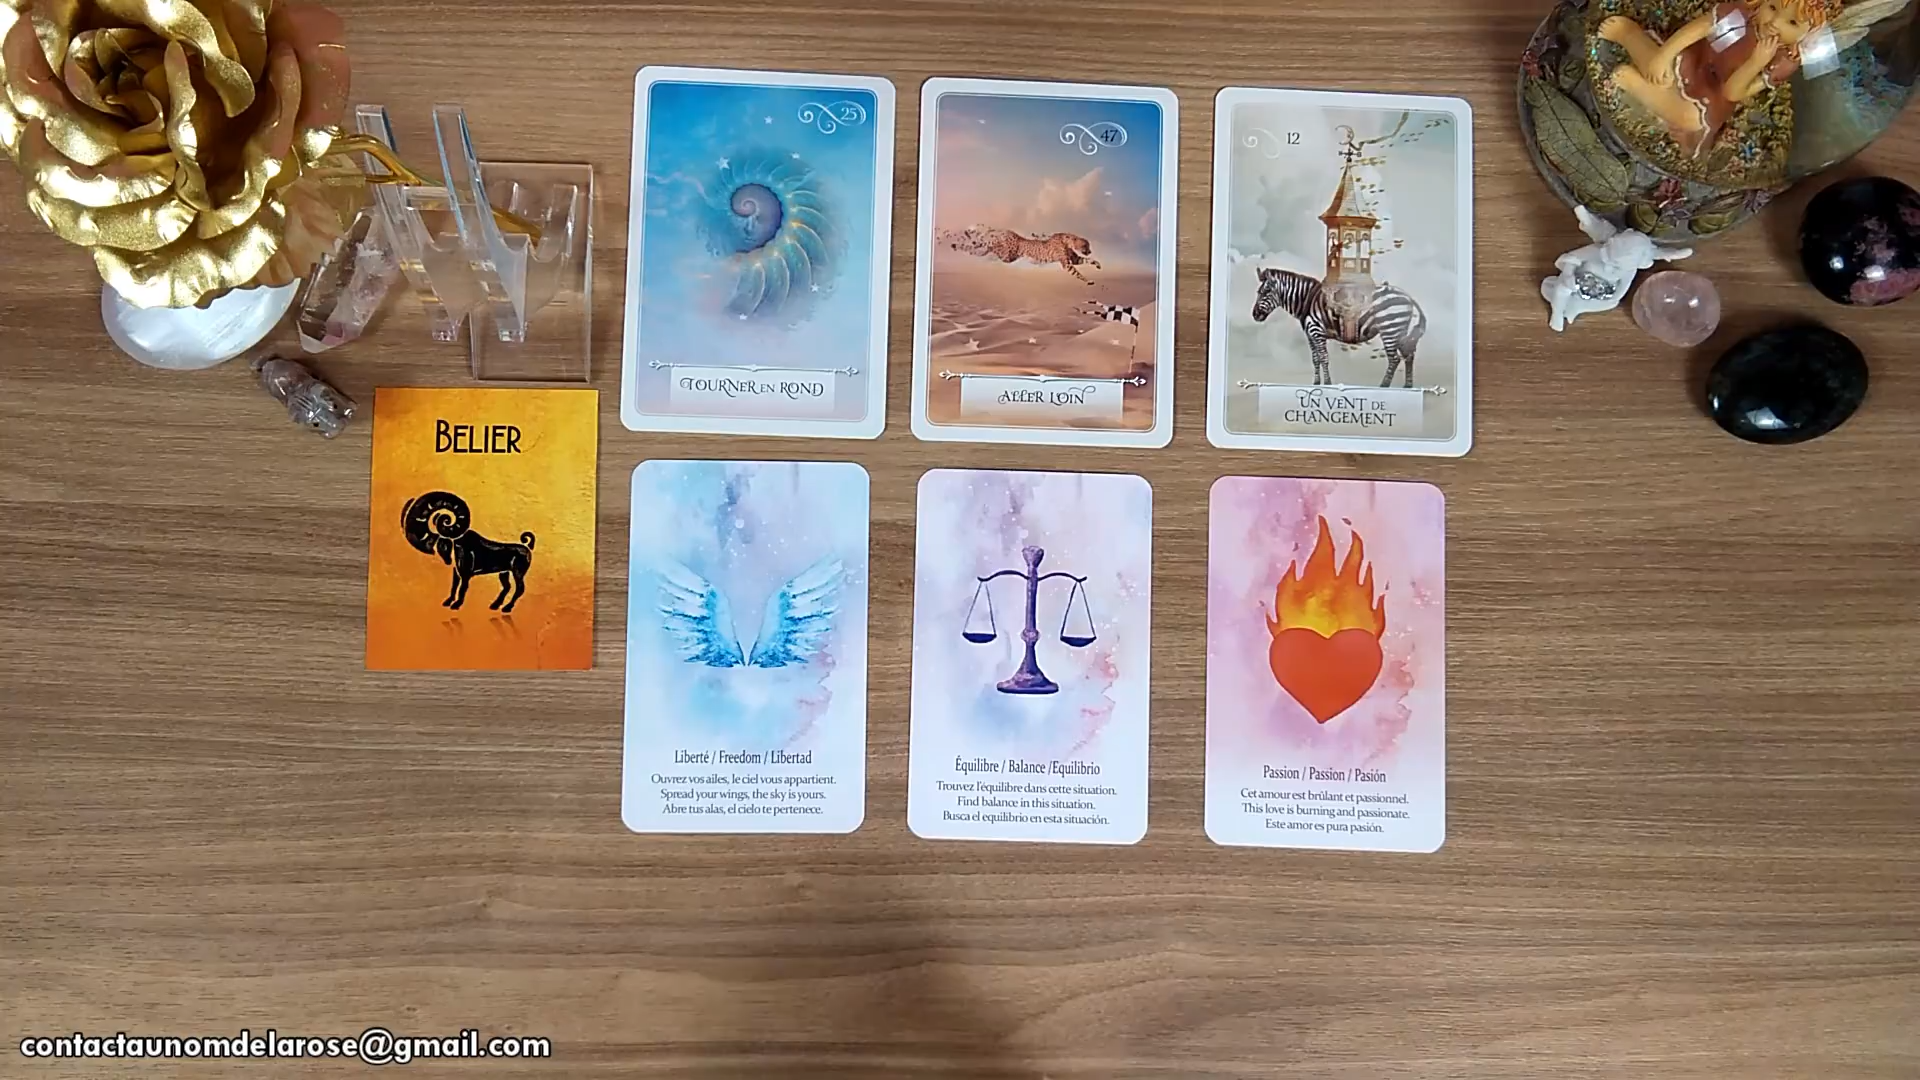 25
TOURNER EN ROND
47
ALLER LOIN
12
UN VENT DE
CHANGEMENT
BELIER
Liberté / Freedom / Libertad
Ouvrez vos ailes, le ciel vous appartient.
Spread your wings, the sky is yours.
Abre tus alas, el cielo te pertenece.
Équilibre / Balance /Equilibrio
Trouvez l'équilibre dans cette situation.
Find balance in this situation.
Busca el equilibrio en esta situación.
Passion / Passion / Pasión
Cet amour est brûlant et passionnel.
This love is burning and passionate.
Este amor es pura pasión.
contactaunomdelarose@gmail.com